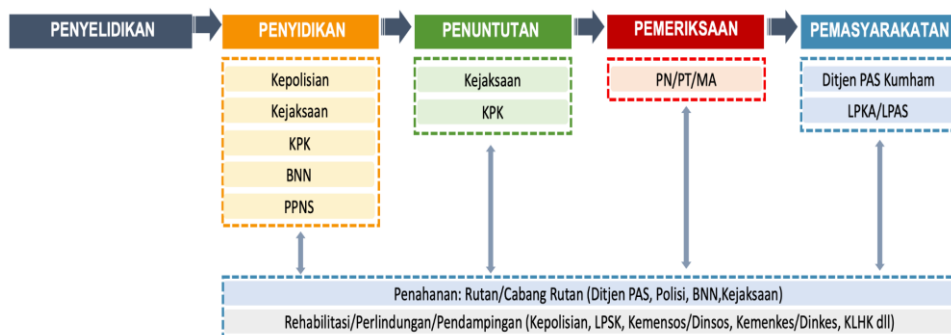 PENYELIDIKAN
PENYIDIKAN
PENUNTUTAN
PEMERIKSAAN
PEMASYARAKATAN
Kepolisian
Kejaksaan
KPK
BNN
PPNS
Kejaksaan
KPK
PN/PT/MA
Ditjen PAS Kumham
LPKA/LPAS
Penahanan: Rutan/Cabang Rutan (Ditjen PAS, Polisi, BNN,Kejaksaan)
Rehabilitasi/Perlindungan/Pendampingan (Kepolisian, LPSK, Kemensos/Dinsos, Kemenkes/Dinkes, KLHK dll)